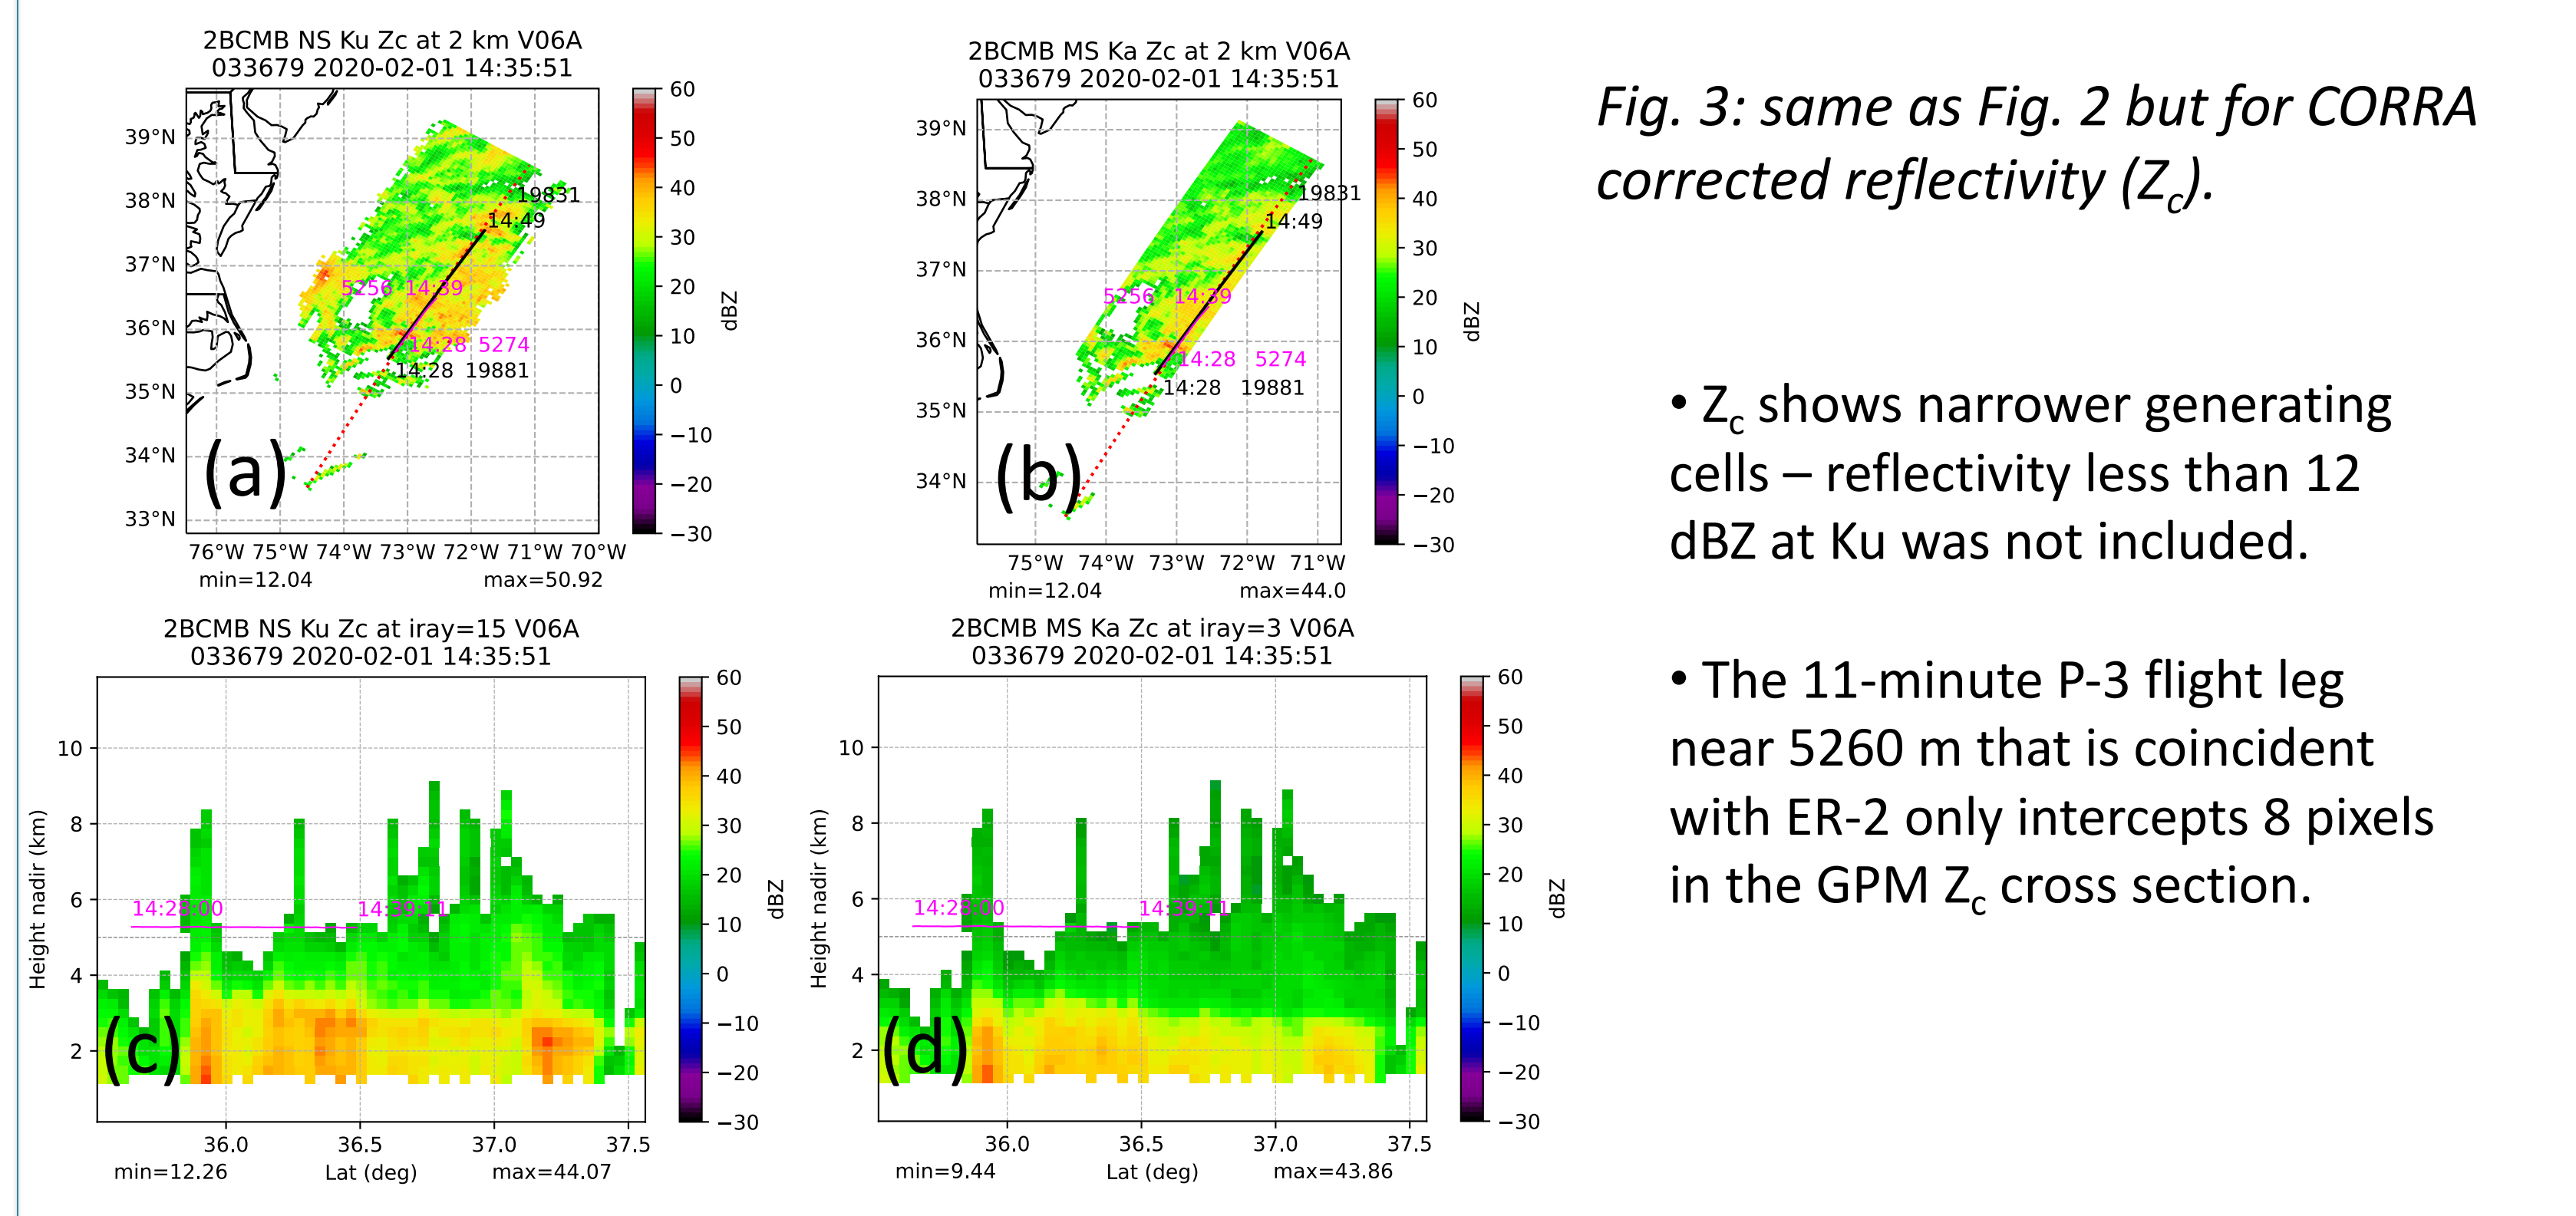 2BCMB NS Ku Zc at 2 km V06A
033679 2020-02-01 14:35:51
39°N
38°N
37°N
36°N
35°N
34°N
33°N
76°W 75°W 74°W 73°W 72°W 71°W 70°W
min=12.04 max=50.92
19831
14:49
5256 14:39
14:28 5274
14:28 19881
(a)
60
50
40
30
20
10
0
−10
−20
−30
dBZ
2BCMB MS Ka Zc at 2 km V06A
033679 2020-02-01 14:35:51
39°N
38°N
37°N
36°N
35°N
34°N
75°W 74°W 73°W 72°W 71°W
min=12.04 max=44.0
19831
14:49
5256 14:39
14:28 5274
14:28 19881
(b)
60
50
40
30
20
10
0
−10
−20
−30
dBZ
Fig. 3: same as Fig. 2 but for CORRA
corrected reflectivity (Zc).
• Zc shows narrower generating
cells – reflectivity less than 12
dBZ at Ku was not included.
• The 11-minute P-3 flight leg
near 5260 m that is coincident
with ER-2 only intercepts 8 pixels
in the GPM Zc cross section.
2BCMB NS Ku Zc at iray=15 V06A
033679 2020-02-01 14:35:51
Height nadir (km)
10
8
6
4
2
14:28:00 14:39:11
(c)
36.0 36.5 37.0 37.5
min=12.26 Lat (deg) max=44.07
60
50
40
30
20
10
0
−10
−20
−30
dBZ
2BCMB MS Ka Zc at iray=3 V06A
033679 2020-02-01 14:35:51
Height nadir (km)
10
8
6
4
2
14:28:00 14:39:11
(d)
36.0 36.5 37.0 37.5
min=9.44 Lat (deg) max=43.86
60
50
40
30
20
10
0
−10
−20
−30
dBZ